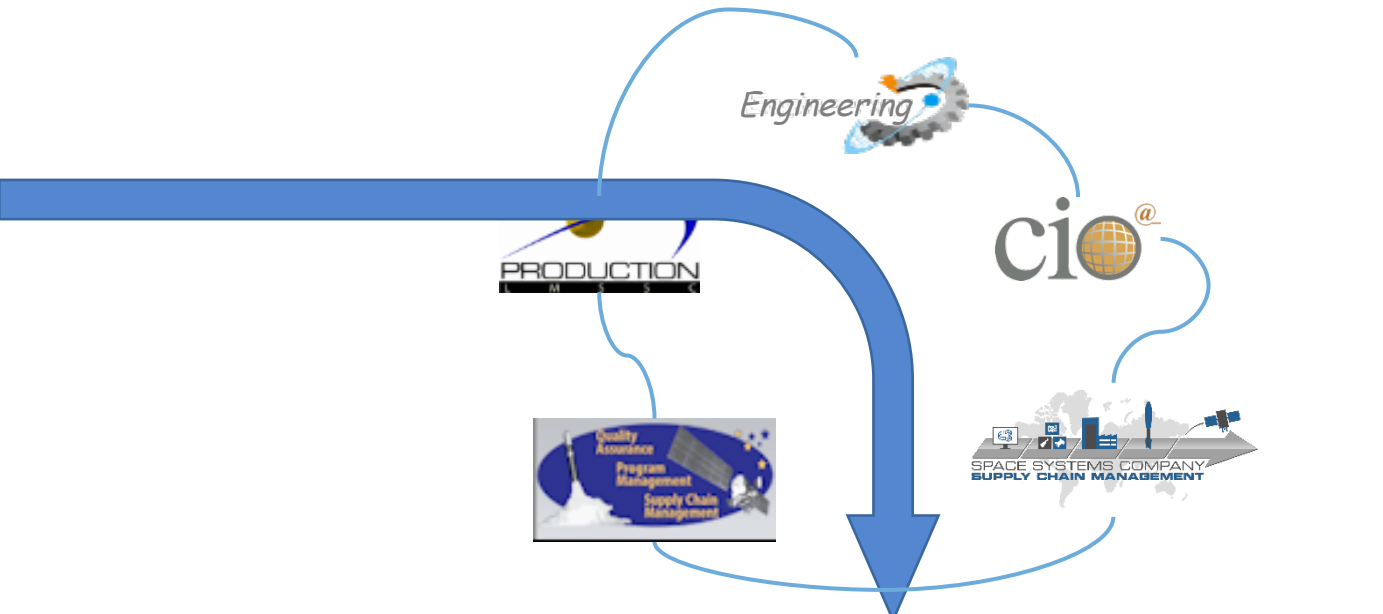 Engineering
cio@
PRODUCTION
L M S S C
Quality
Assurance
Program
Management
Supply Chain
Management
SPACE SYSTEMS COMPANY
SUPPLY CHAIN MANAGEMENT